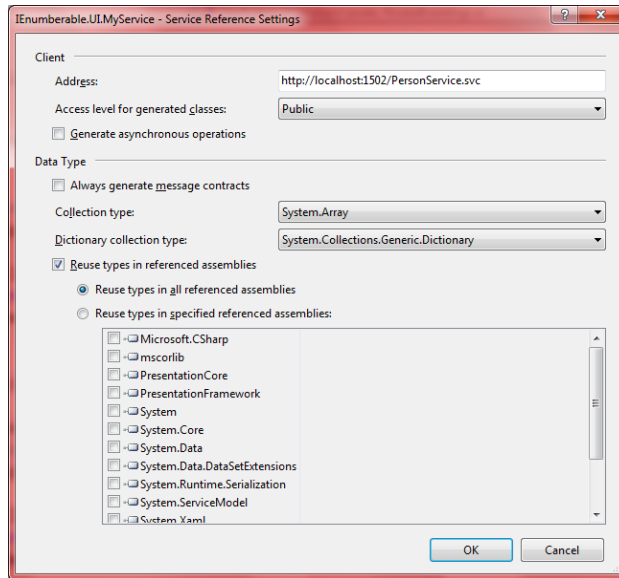 IEnumberable.UI.MyService - Service Reference Settings
Client
Address: http://localhost:1502/PersonService.svc
Access level for generated classes: Public
Generate asynchronous operations
Data Type
Always generate message contracts
Collection type: System.Array
Dictionary collection type: System.Collections.Generic.Dictionary
Reuse types in referenced assemblies
Reuse types in all referenced assemblies
Reuse types in specified referenced assemblies:
Microsoft.CSharp
mscorlib
PresentationCore
PresentationFramework
System
System.Core
System.Data
System.Data.DataSetExtensions
System.Runtime.Serialization
System.ServiceModel
System.Xaml
OK Cancel